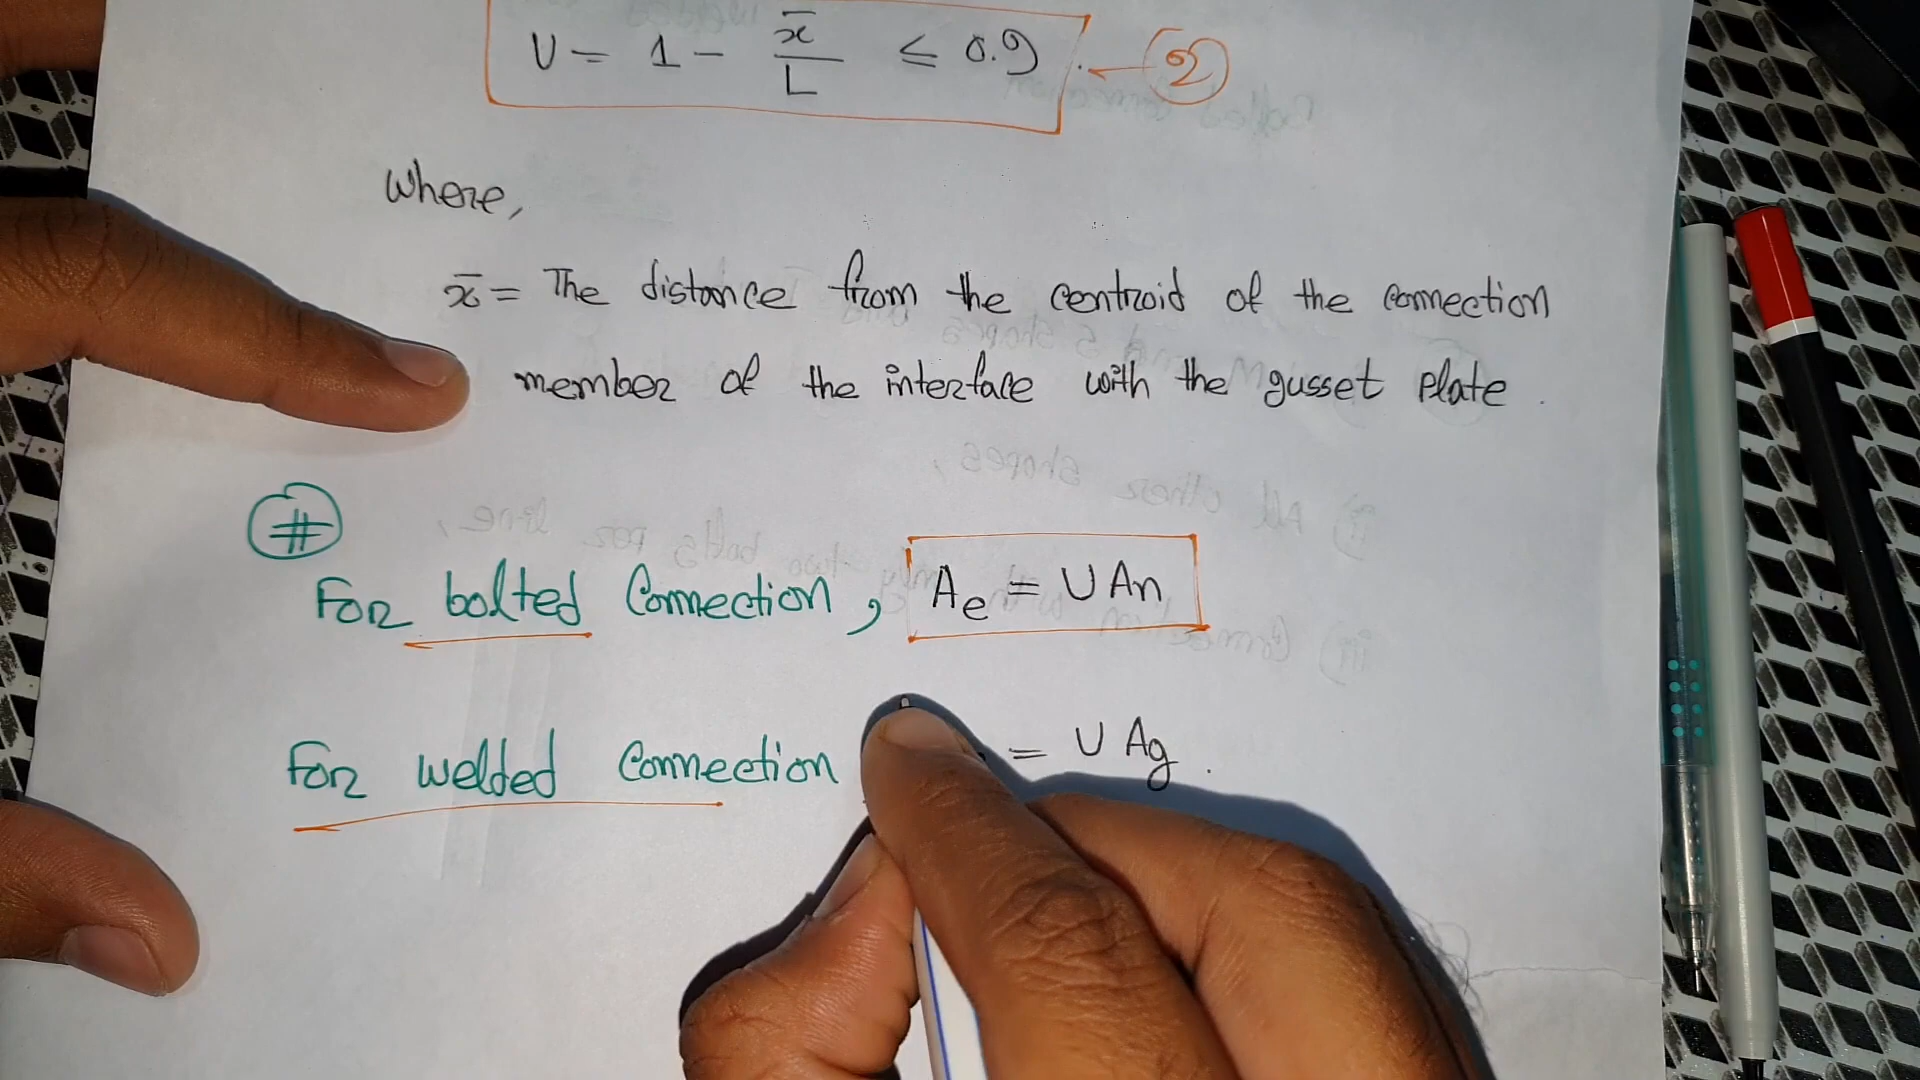 U = 1 - x̄/L ≤ 0.9 ②
Where,
x̄ = The distance from the centroid of the connection
member of the interface with the gusset plate.
#
For bolted Connection, Ae = U An
For welded Connection = U Ag.